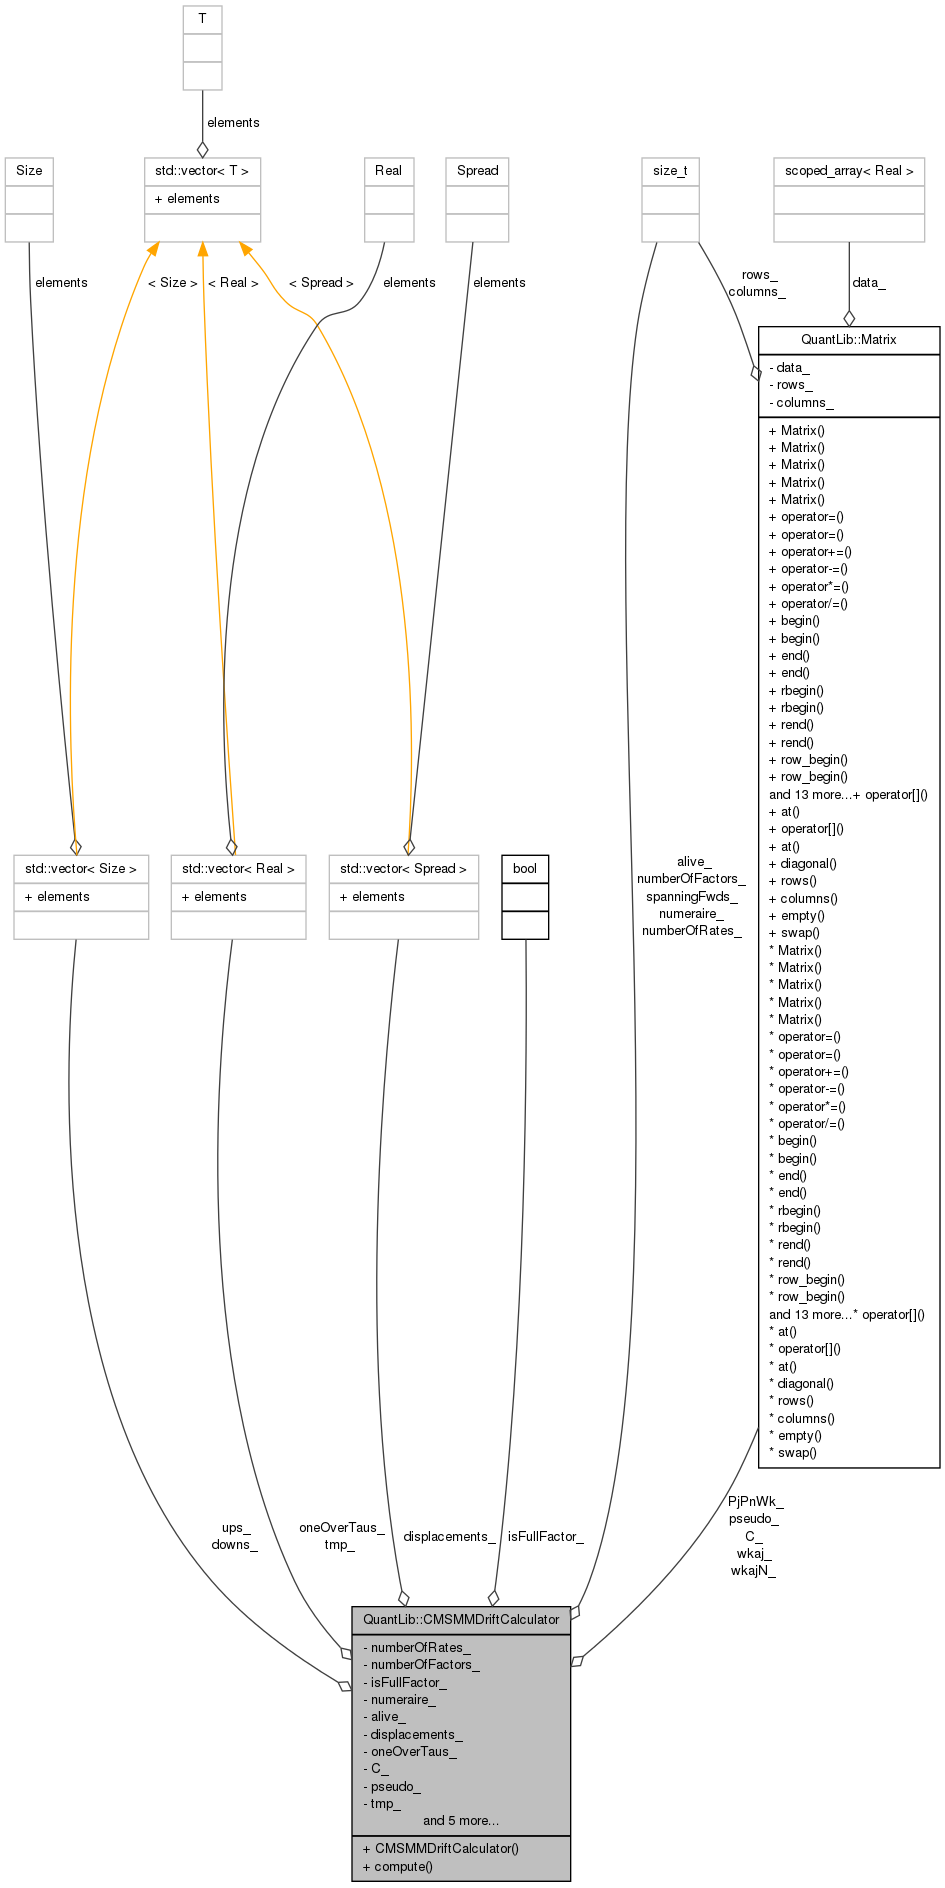 T
elements
Size
std::vector< T >
+ elements
Real
Spread
size_t
scoped_array< Real >
elements
< Size >
< Real >
< Spread >
elements
elements
rows_
columns_
data_
QuantLib::Matrix
- data_
- rows_
- columns_
+ Matrix()
+ Matrix()
+ Matrix()
+ Matrix()
+ Matrix()
+ operator=()
+ operator=()
+ operator+=()
+ operator-=()
+ operator*=()
+ operator/=()
+ begin()
+ begin()
+ end()
+ end()
+ rbegin()
+ rbegin()
+ rend()
+ rend()
+ row_begin()
+ row_begin()
and 13 more...+ operator[]()
+ at()
+ operator[]()
+ at()
+ diagonal()
+ rows()
+ columns()
+ empty()
+ swap()
* Matrix()
* Matrix()
* Matrix()
* Matrix()
* Matrix()
* operator=()
* operator=()
* operator+=()
* operator-=()
* operator*=()
* operator/=()
* begin()
* begin()
* end()
* end()
* rbegin()
* rbegin()
* rend()
* rend()
* row_begin()
* row_begin()
and 13 more...* operator[]()
* at()
* operator[]()
* at()
* diagonal()
* rows()
* columns()
* empty()
* swap()
std::vector< Size >
+ elements
std::vector< Real >
+ elements
std::vector< Spread >
+ elements
bool
alive_
numberOfFactors_
spanningFwds_
numeraire_
numberOfRates_
ups_
downs_
oneOverTaus_
tmp_
displacements_
isFullFactor_
PjPnWk_
pseudo_
C_
wkaj_
wkajN_
QuantLib::CMSMMDriftCalculator
- numberOfRates_
- numberOfFactors_
- isFullFactor_
- numeraire_
- alive_
- displacements_
- oneOverTaus_
- C_
- pseudo_
- tmp_
and 5 more...
+ CMSMMDriftCalculator()
+ compute()